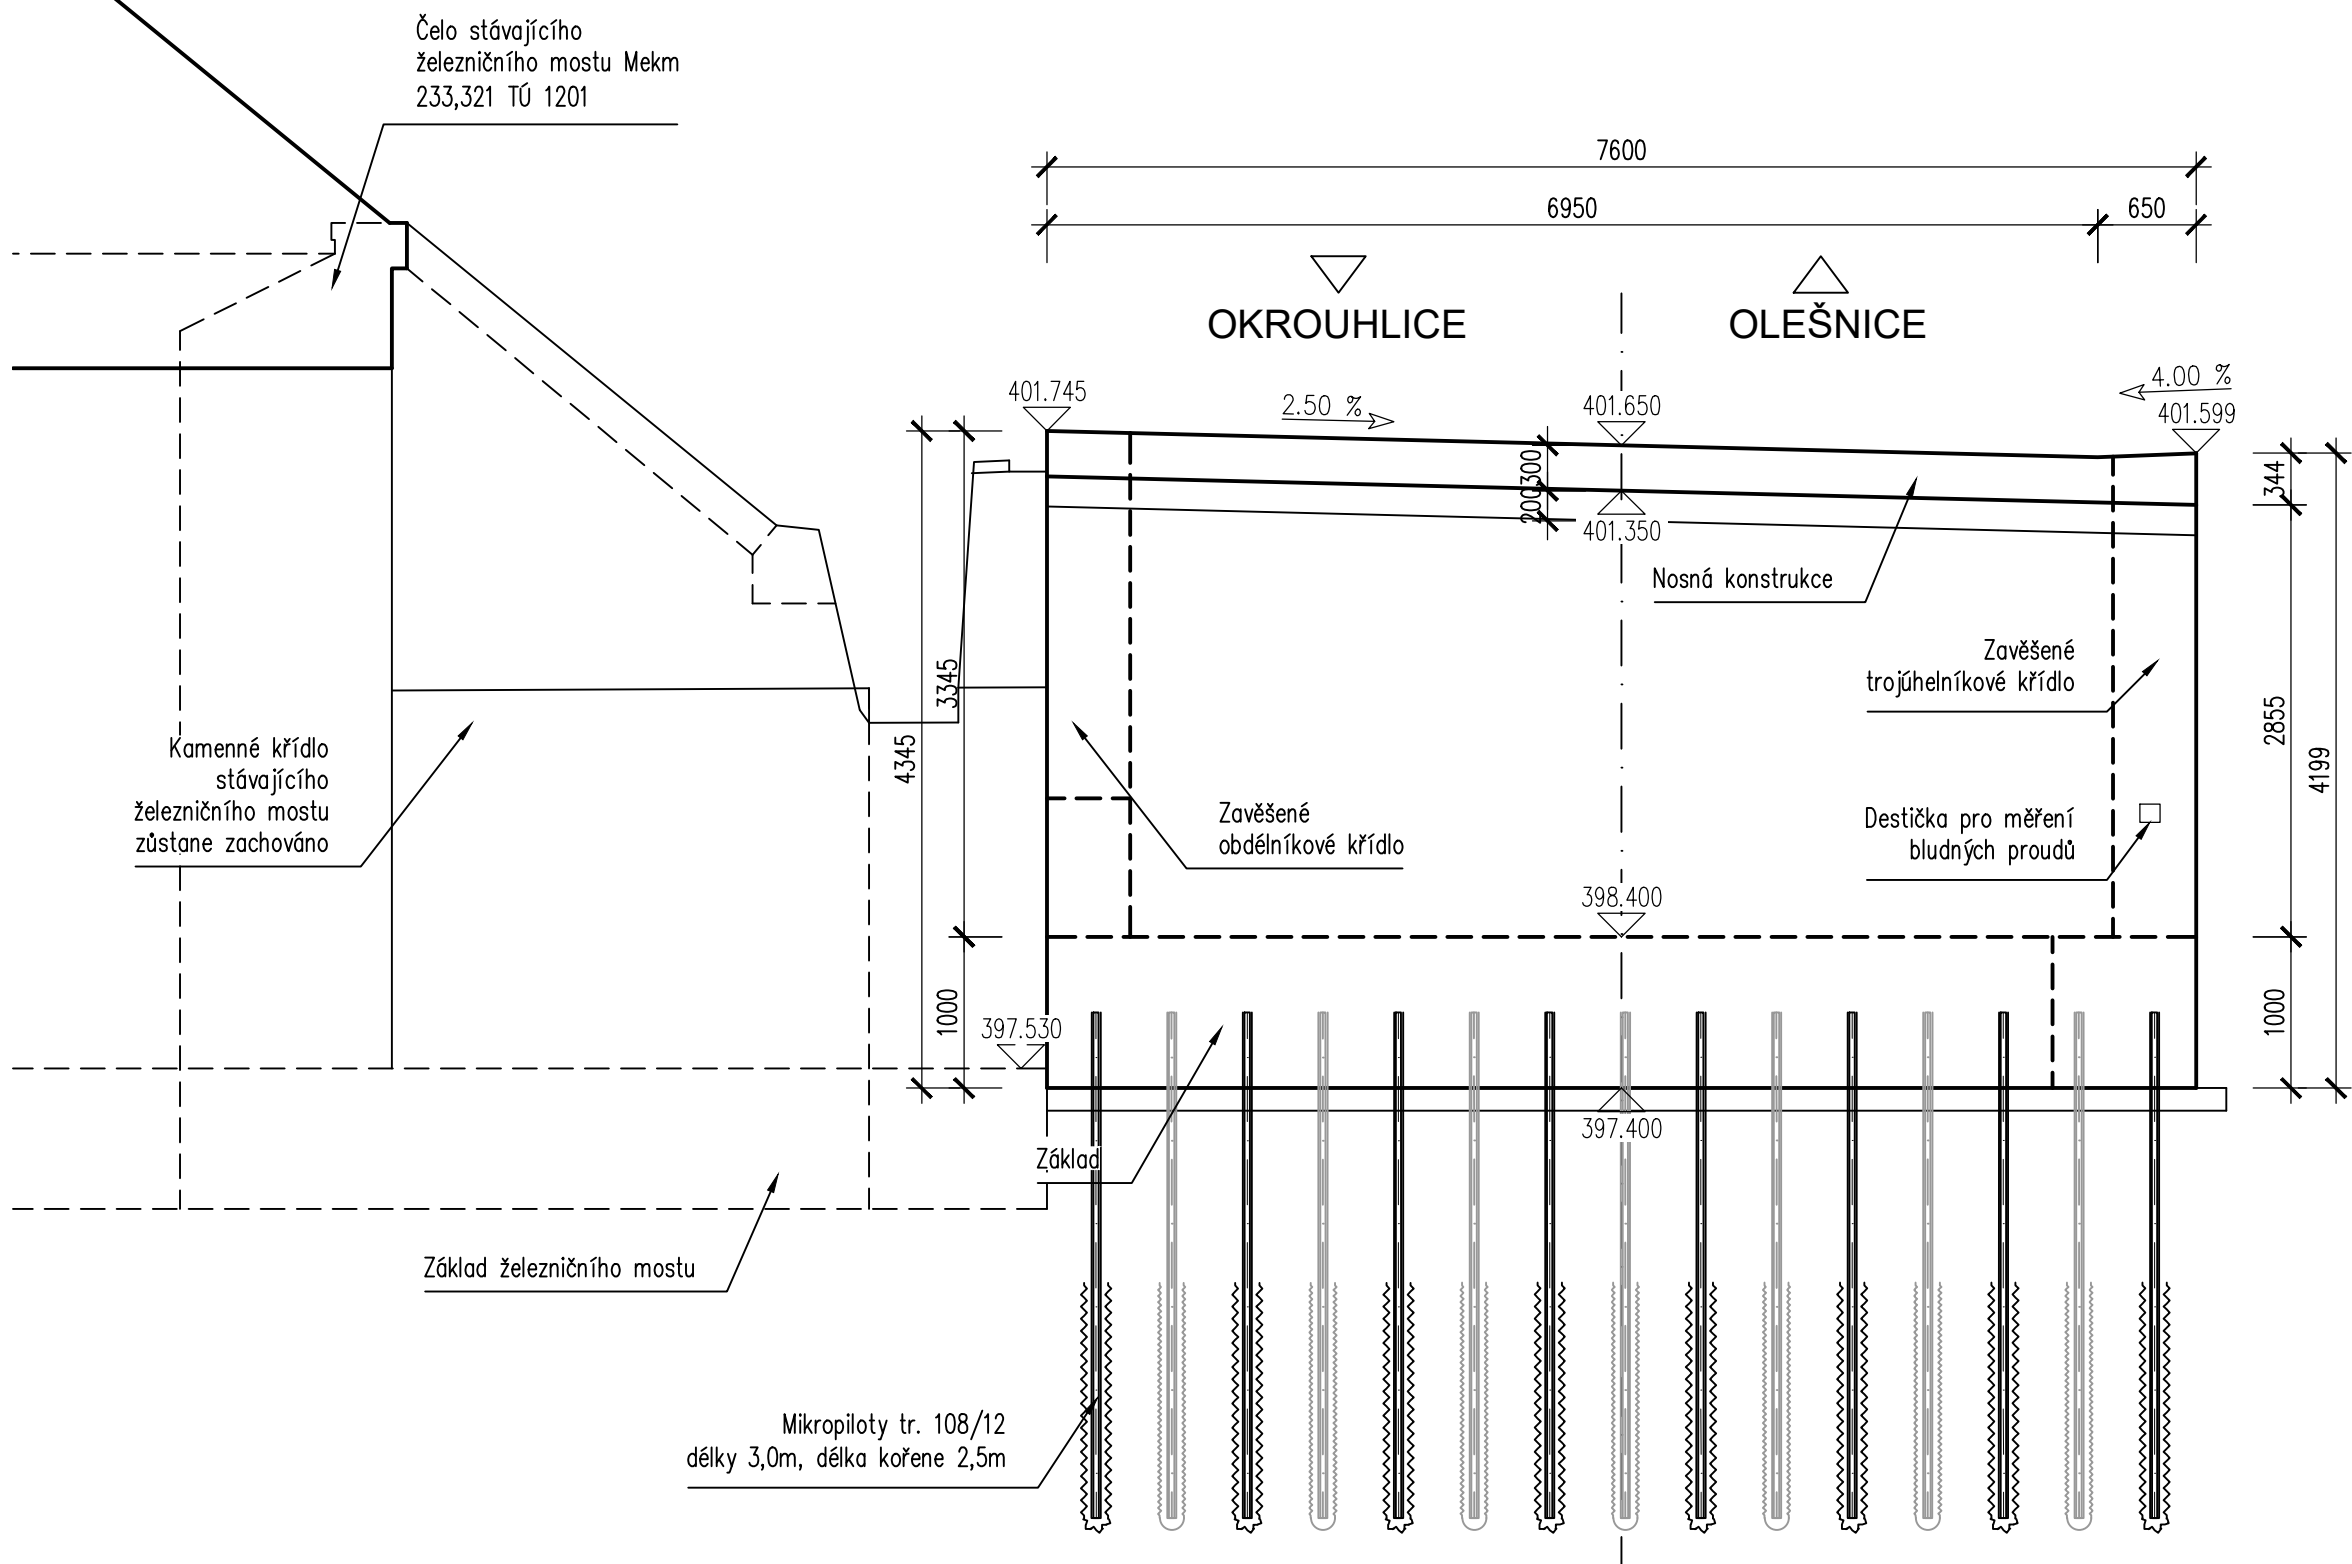 Čelo stávajícího
železničního mostu Mekm
233,321 TÚ 1201
7600
6950
650
OKROUHLICE
OLEŠNICE
401.745
2.50 %
401.650
4.00 %
401.599
300
200
401.350
344
Nosná konstrukce
Zavěšené
trojúhelníkové křídlo
3345
4345
2855
4199
Kamenné křídlo
stávajícího
železničního mostu
zůstane zachováno
Zavěšené
obdélníkové křídlo
Destička pro měření
bludných proudů
398.400
1000
397.530
1000
397.400
Základ
Základ železničního mostu
Mikropiloty tr. 108/12
délky 3,0m, délka kořene 2,5m